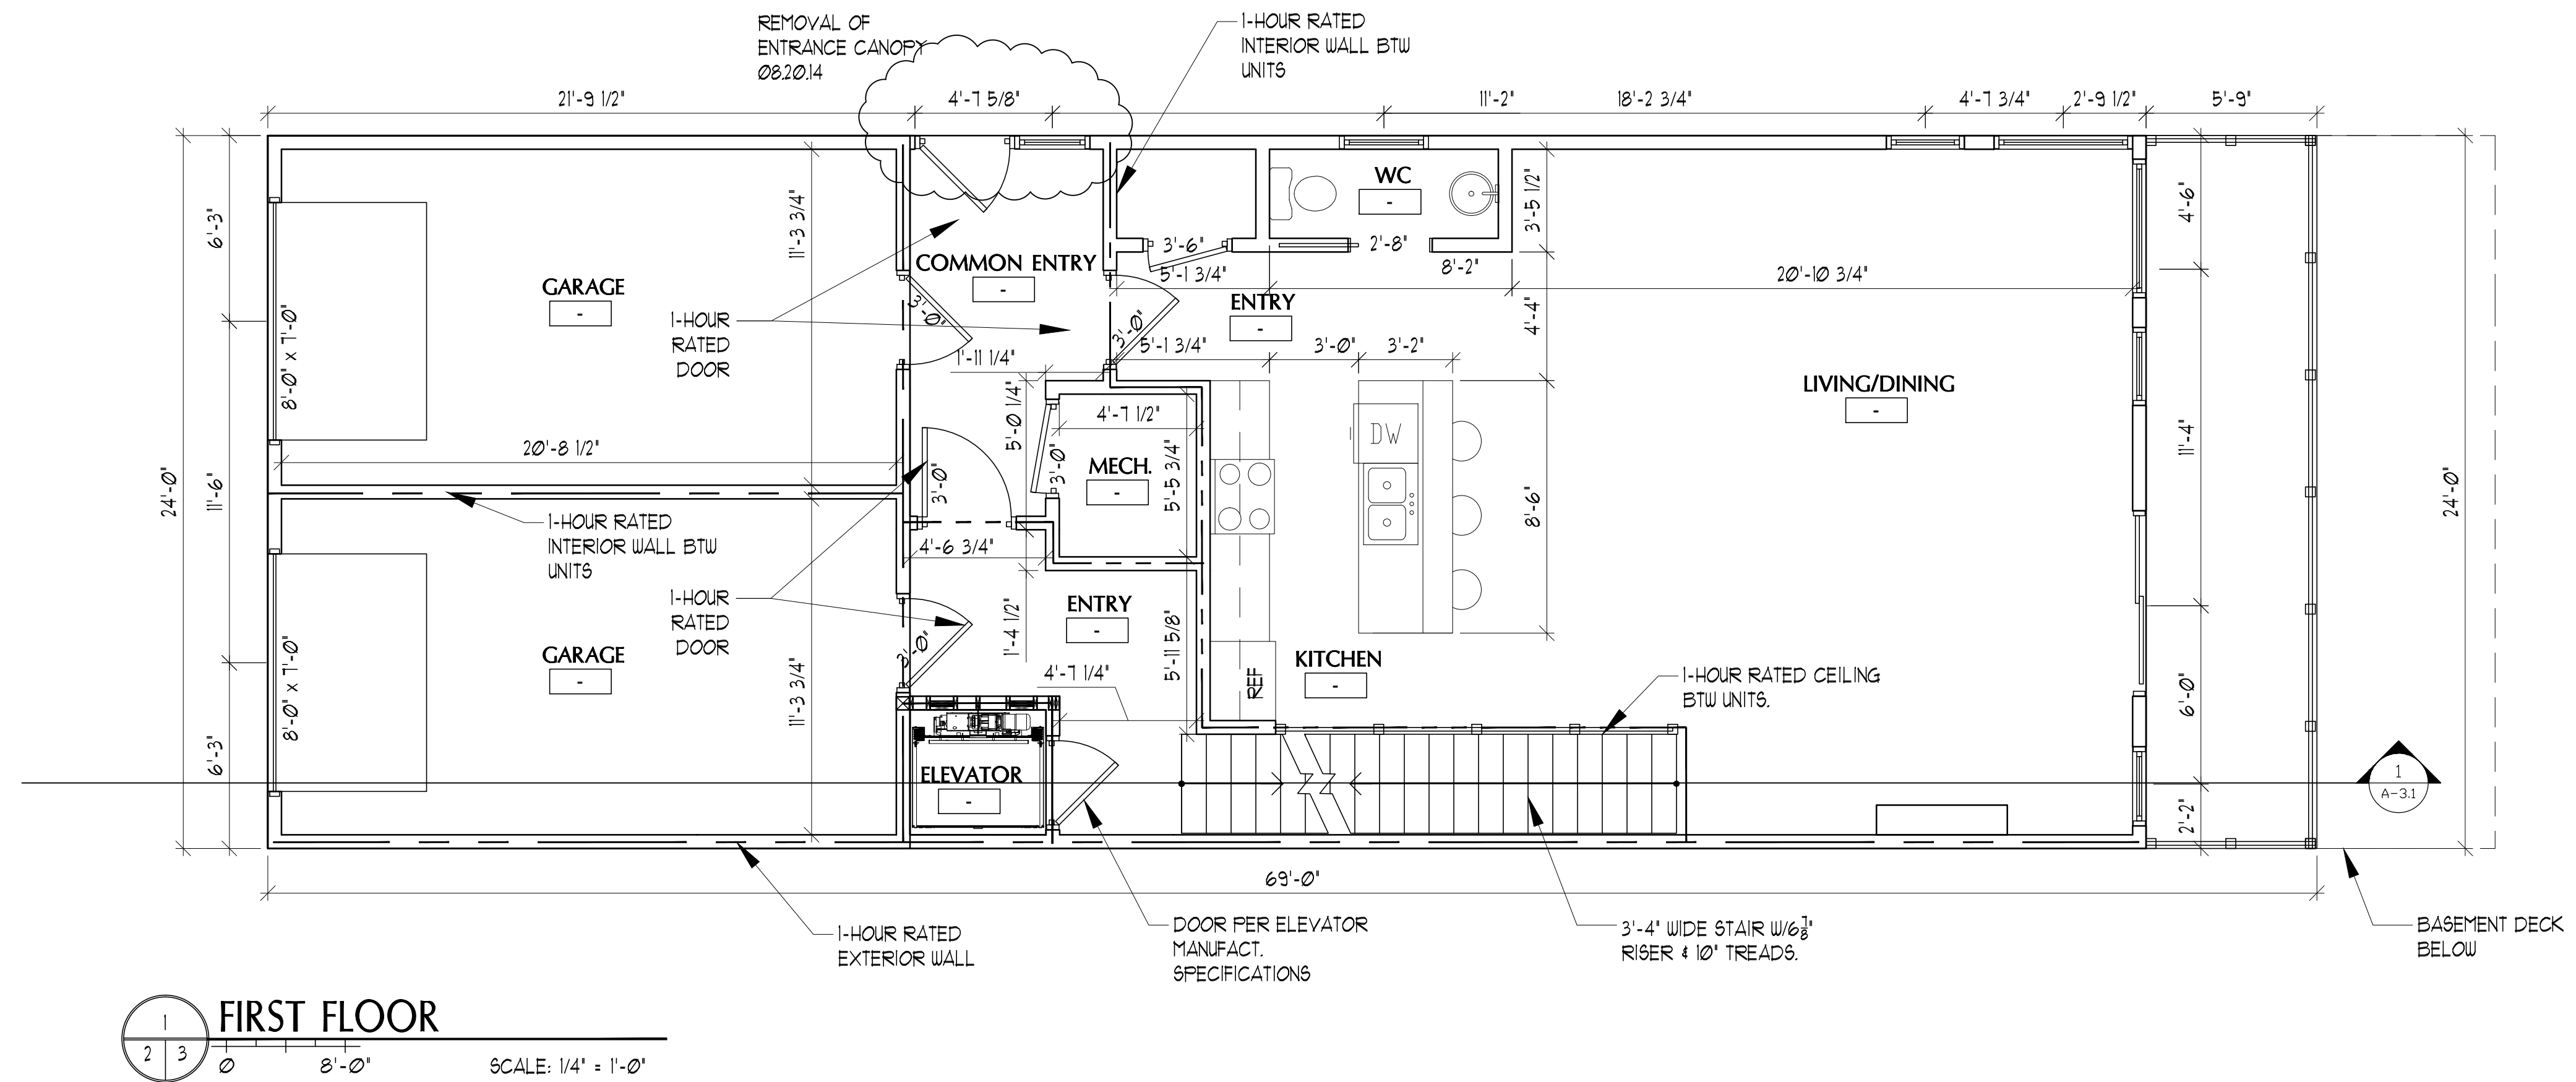 REMOVAL OF
ENTRANCE CANOPY
08.20.14
1-HOUR RATED
INTERIOR WALL BTW
UNITS
21'-9 1/2"
4'-7 5/8"
11'-2"
18'-2 3/4"
4'-7 3/4"
2'-9 1/2"
5'-9"
24'-0"
6'-3"
11'-6"
6'-3"
GARAGE
-
8'-0" x 7'-0"
11'-3 3/4"
20'-8 1/2"
1-HOUR
RATED
DOOR
COMMON ENTRY
-
3'-0"
3'-0"
1'-11 1/4"
WC
-
3'-6"
2'-8"
3'-5 1/2"
5'-1 3/4"
8'-2"
20'-10 3/4"
ENTRY
-
5'-1 3/4"
3'-0"
3'-2"
4'-4"
LIVING/DINING
-
4'-6"
11'-4"
6'-0"
2'-2"
24'-0"
5'-0 1/4"
4'-7 1/2"
MECH.
-
3'-0"
5'-5 3/4"
3'-0"
DW
8'-6"
1-HOUR RATED
INTERIOR WALL BTW
UNITS
4'-6 3/4"
1-HOUR
RATED
DOOR
ENTRY
-
1'-4 1/2"
5'-11 5/8"
4'-7 1/4"
3'-0"
GARAGE
-
8'-0" x 7'-0"
11'-3 3/4"
REF
KITCHEN
-
1-HOUR RATED CEILING
BTW UNITS.
ELEVATOR
-
1
A-3.1
69'-0"
1-HOUR RATED
EXTERIOR WALL
DOOR PER ELEVATOR
MANUFACT.
SPECIFICATIONS
3'-4" WIDE STAIR W/6 7/8"
RISER & 10" TREADS.
BASEMENT DECK
BELOW
1
2 3
FIRST FLOOR
0 8'-0" SCALE: 1/4" = 1'-0"